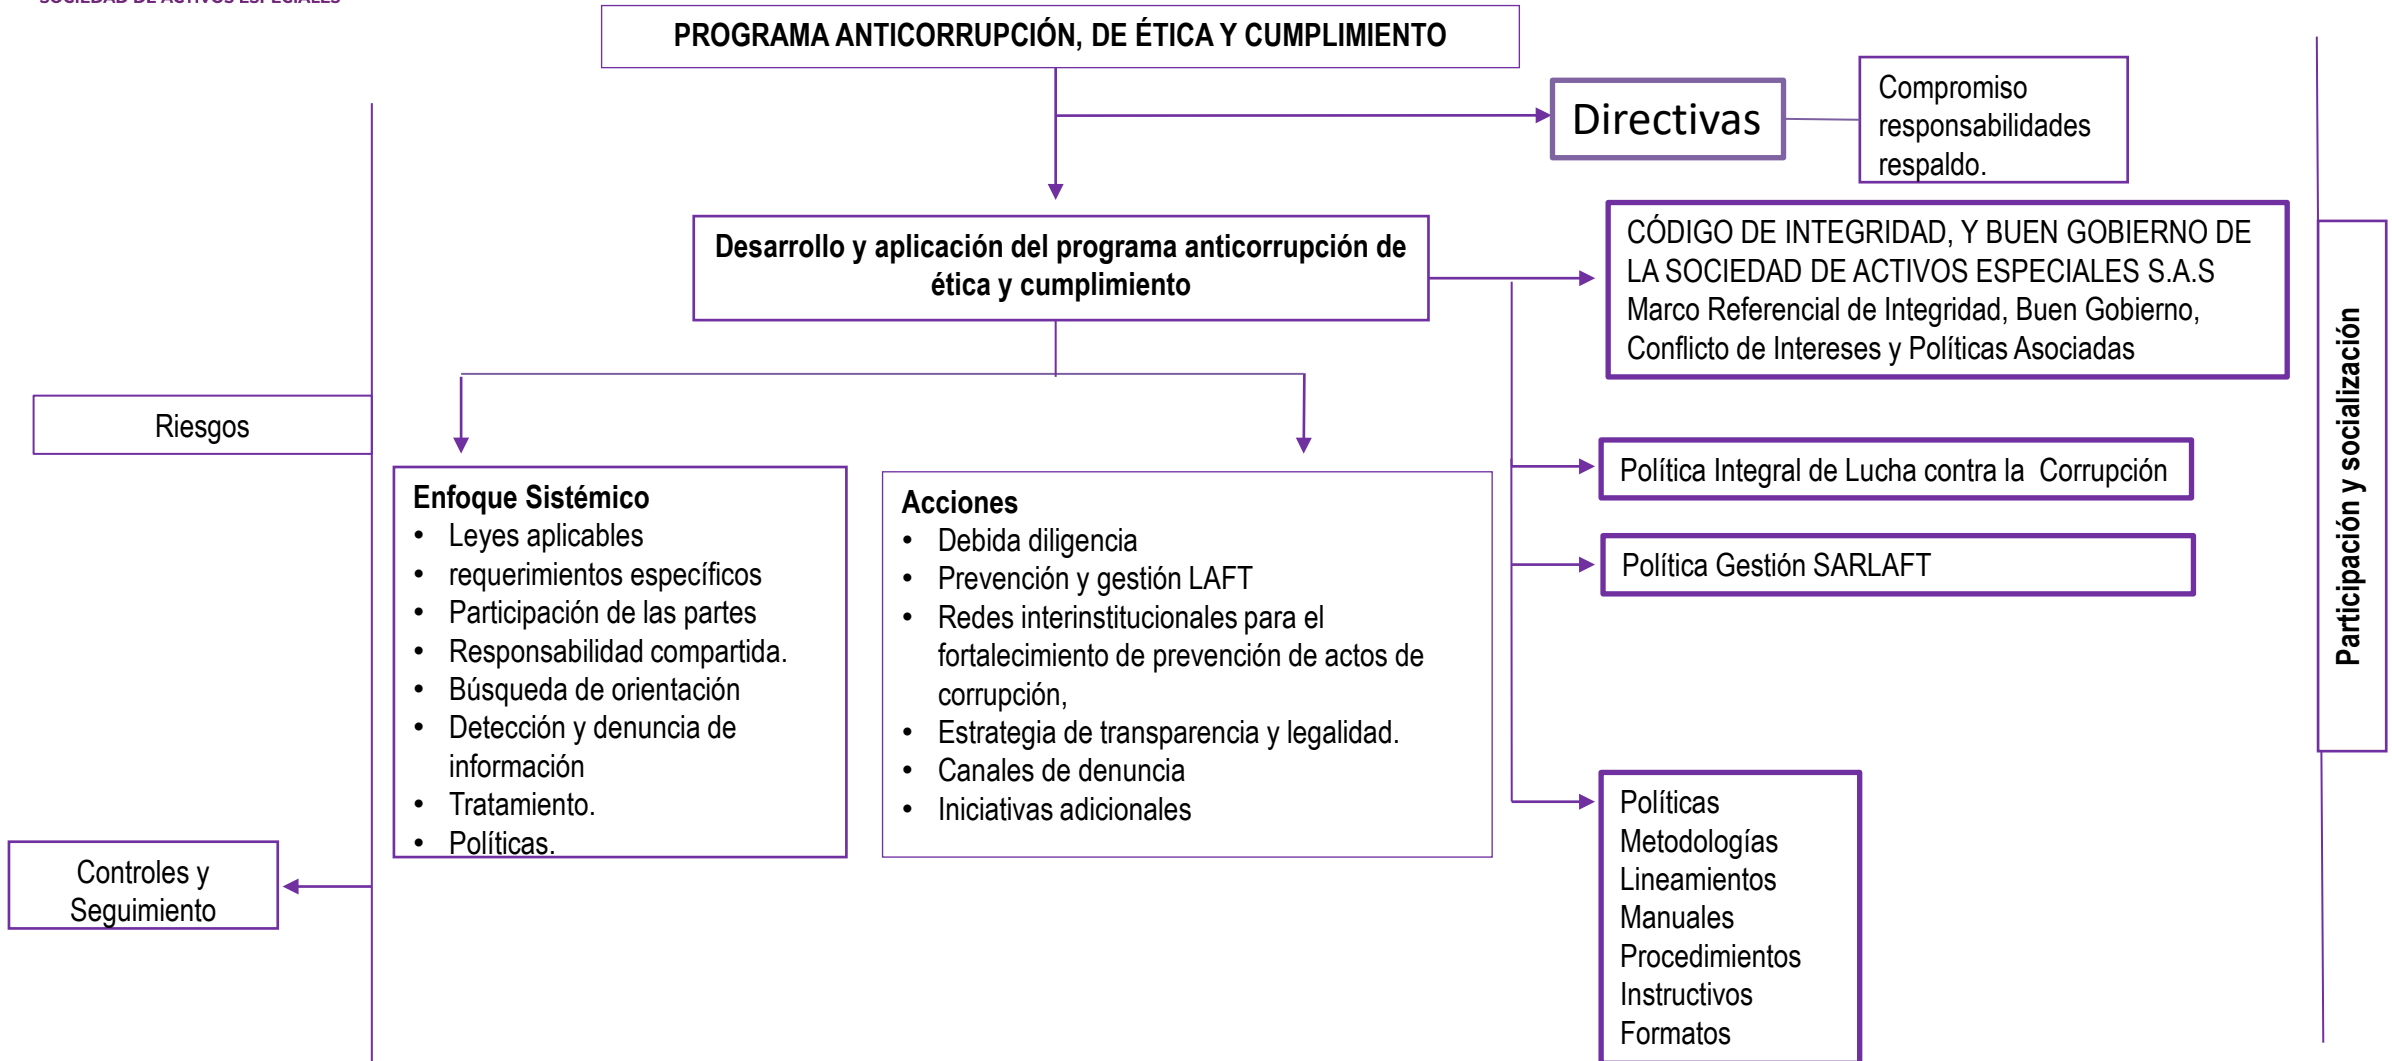 SOCIEDAD DE ACTIVOS ESPECIALES
PROGRAMA ANTICORRUPCIÓN, DE ÉTICA Y CUMPLIMIENTO
Directivas
Compromiso
responsabilidades
respaldo.
Desarrollo y aplicación del programa anticorrupción de
ética y cumplimiento
CÓDIGO DE INTEGRIDAD, Y BUEN GOBIERNO DE
LA SOCIEDAD DE ACTIVOS ESPECIALES S.A.S
Marco Referencial de Integridad, Buen Gobierno,
Conflicto de Intereses y Políticas Asociadas
Riesgos
Enfoque Sistémico
• Leyes aplicables
• requerimientos específicos
• Participación de las partes
• Responsabilidad compartida.
• Búsqueda de orientación
• Detección y denuncia de
información
• Tratamiento.
• Políticas.
Acciones
• Debida diligencia
• Prevención y gestión LAFT
• Redes interinstitucionales para el
fortalecimiento de prevención de actos de
corrupción,
• Estrategia de transparencia y legalidad.
• Canales de denuncia
• Iniciativas adicionales
Política Integral de Lucha contra la Corrupción
Política Gestión SARLAFT
Participación y socialización
Controles y
Seguimiento
Políticas
Metodologías
Lineamientos
Manuales
Procedimientos
Instructivos
Formatos